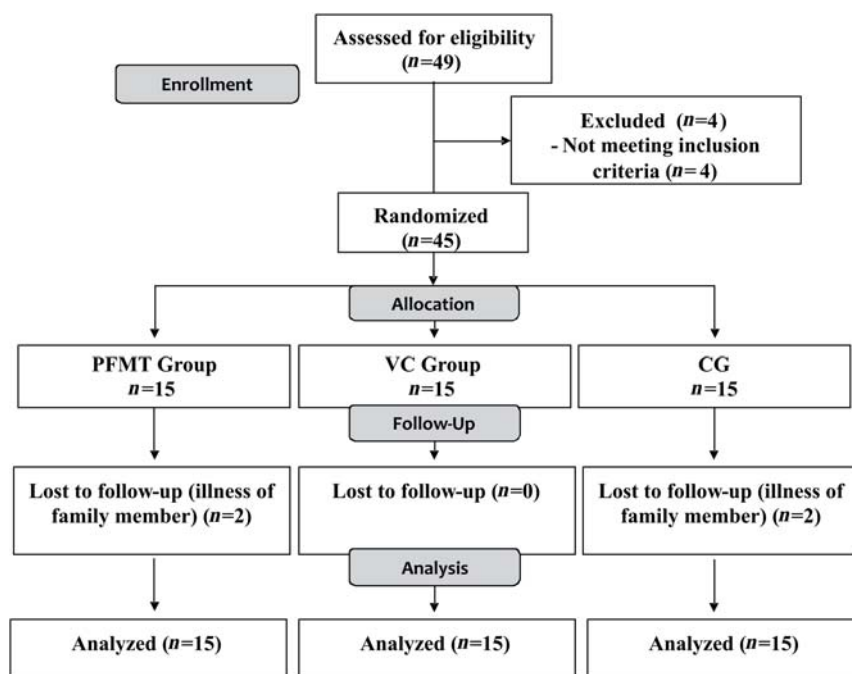 Assessed for eligibility
(n=49)
Enrollment
Excluded (n=4)
- Not meeting inclusion
criteria (n=4)
Randomized
(n=45)
Allocation
PFMT Group
n=15
VC Group
n=15
CG
n=15
Follow-Up
Lost to follow-up (illness of
family member) (n=2)
Lost to follow-up (n=0)
Lost to follow-up (illness of
family member) (n=2)
Analysis
Analyzed (n=15)
Analyzed (n=15)
Analyzed (n=15)